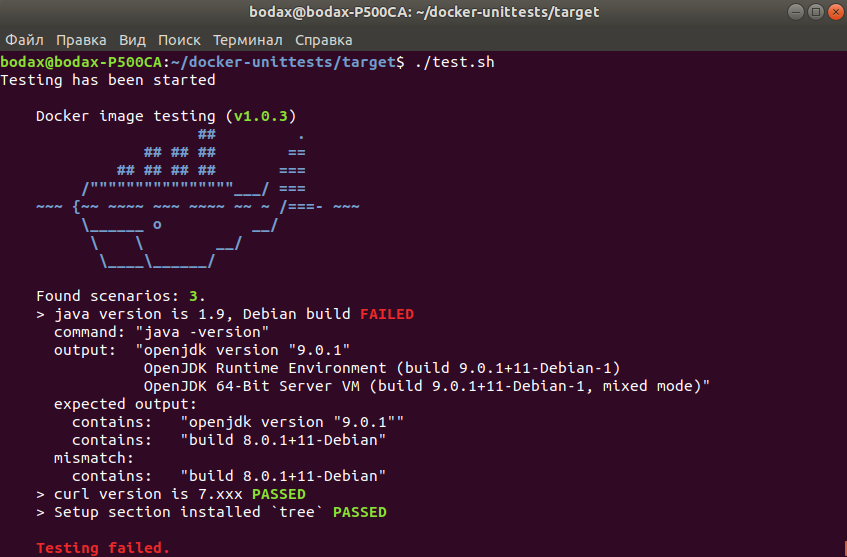 bodax@bodax-P500CA: ~/docker-unittests/target
Файл Правка Вид Поиск Терминал Справка
bodax@bodax-P500CA:~/docker-unittests/target$ ./test.sh
Testing has been started
Docker image testing (v1.0.3)
                  ##         .
            ## ## ##        ==
         ## ## ## ##       ===
     /""""""""""""""""___/ ===
~~~ {~~ ~~~~ ~~~ ~~~~ ~~ ~ /===- ~~~
     \______ o          __/
      \    \        __/
       \____\______/
Found scenarios: 3.
> java version is 1.9, Debian build FAILED
command: "java -version"
output:  "openjdk version "9.0.1"
OpenJDK Runtime Environment (build 9.0.1+11-Debian-1)
OpenJDK 64-Bit Server VM (build 9.0.1+11-Debian-1, mixed mode)"
expected output:
contains:   "openjdk version "9.0.1""
contains:   "build 8.0.1+11-Debian"
mismatch:
contains:   "build 8.0.1+11-Debian"
> curl version is 7.xxx PASSED
> Setup section installed `tree` PASSED
Testing failed.